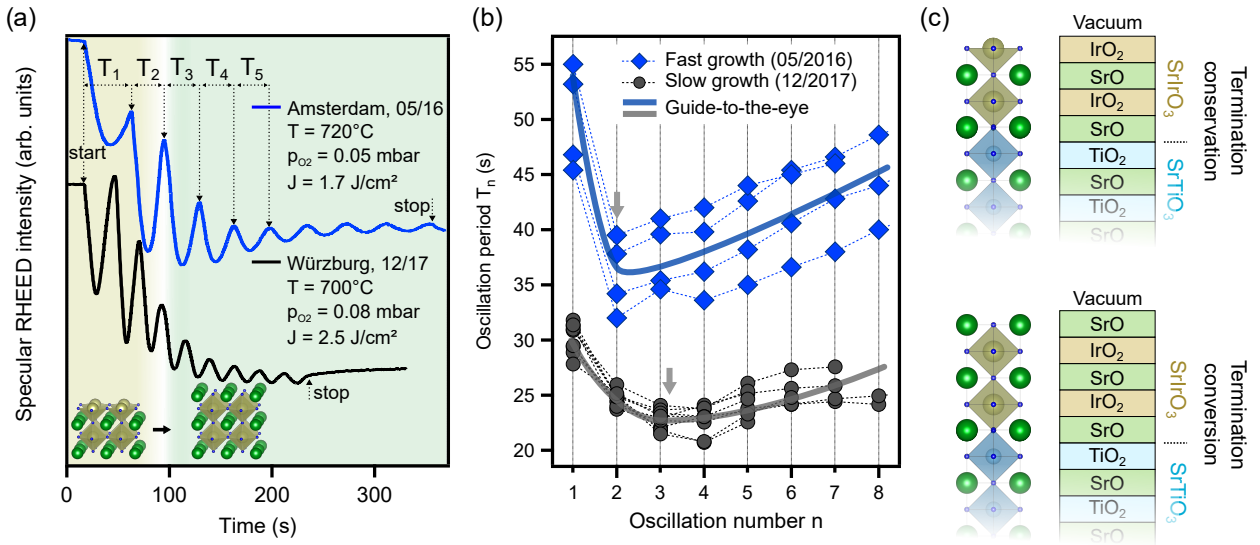 (a)
Specular RHEED intensity (arb. units)
T₁
T₂
T₃
T₄
T₅
start
Amsterdam, 05/16
T = 720°C
pO₂ = 0.05 mbar
J = 1.7 J/cm²
stop
Würzburg, 12/17
T = 700°C
pO₂ = 0.08 mbar
J = 2.5 J/cm²
stop
0
100
200
300
Time (s)
(b)
Oscillation period Tₙ (s)
55
50
45
40
35
30
25
20
Fast growth (05/2016)
Slow growth (12/2017)
Guide-to-the-eye
1
2
3
4
5
6
7
8
Oscillation number n
(c)
Vacuum
IrO₂
SrO
IrO₂
SrO
TiO₂
SrO
TiO₂
SrO
SrIrO₃
SrTiO₃
Termination
conservation
Vacuum
SrO
IrO₂
SrO
IrO₂
SrO
TiO₂
SrO
TiO₂
SrO
SrIrO₃
SrTiO₃
Termination
conversion